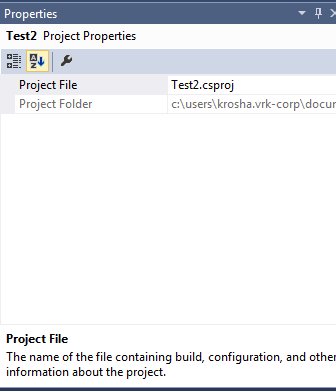 Properties
Test2 Project Properties
Project File Test2.csproj
Project Folder c:\users\krosha.vrk-corp\docum
Project File
The name of the file containing build, configuration, and other
information about the project.